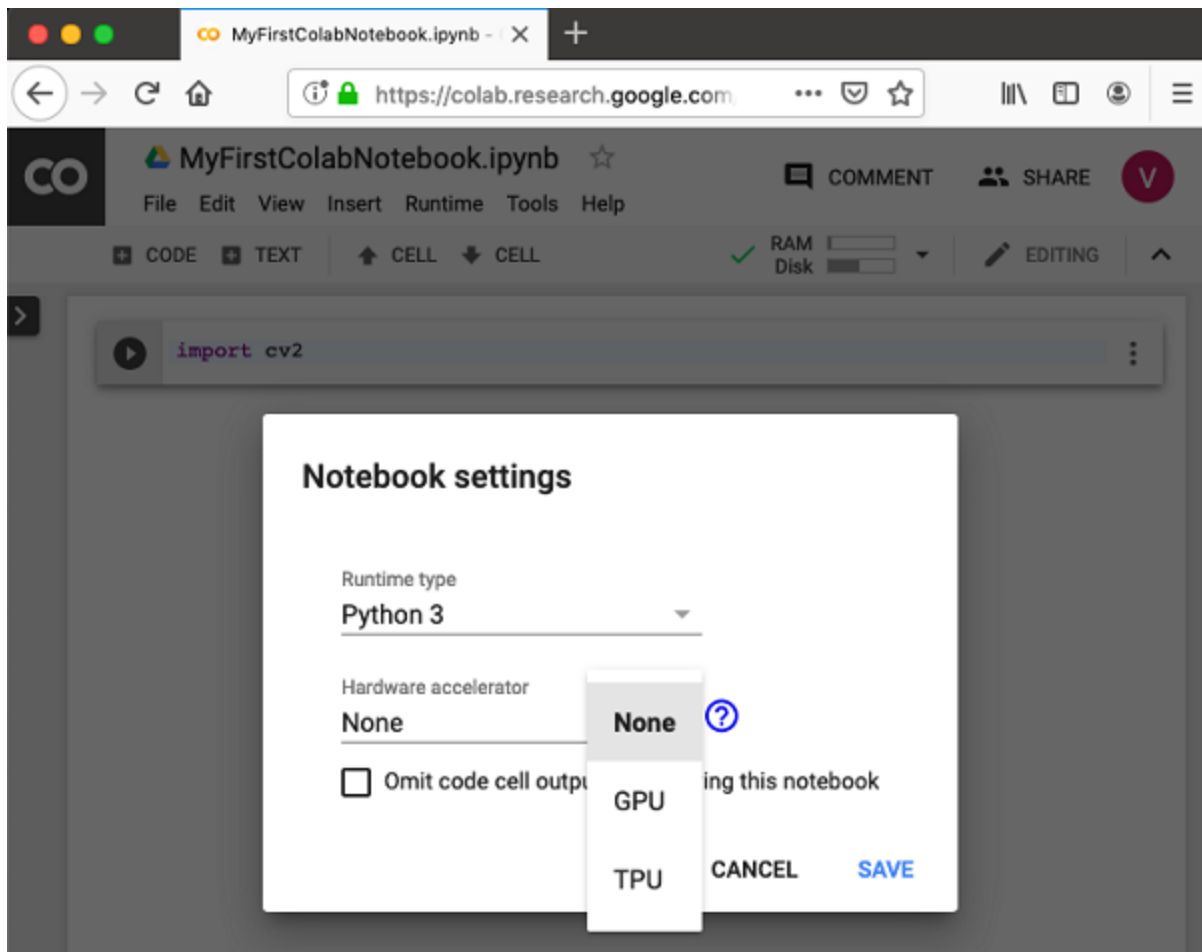 MyFirstColabNotebook.ipynb -
https://colab.research.google.com
CO MyFirstColabNotebook.ipynb
COMMENT SHARE V
File Edit View Insert Runtime Tools Help
CODE TEXT CELL CELL RAM Disk EDITING
import cv2
Notebook settings
Runtime type
Python 3
Hardware accelerator
None
None
GPU
TPU
Omit code cell ing this notebook
CANCEL SAVE